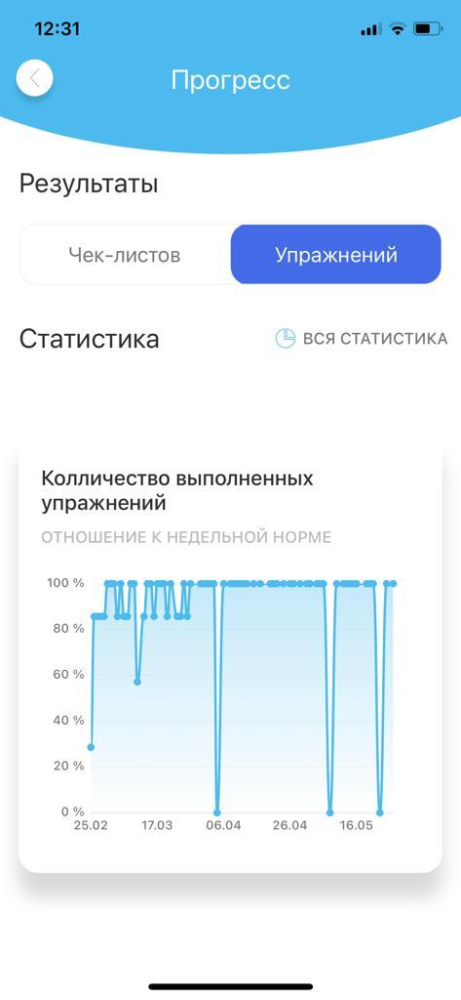 12:31
Прогресс
Результаты
Чек-листов
Упражнений
Статистика
ВСЯ СТАТИСТИКА
Колличество выполненных
упражнений
ОТНОШЕНИЕ К НЕДЕЛЬНОЙ НОРМЕ
100 %
80 %
60 %
40 %
20 %
0 %
25.02 17.03 06.04 26.04 16.05